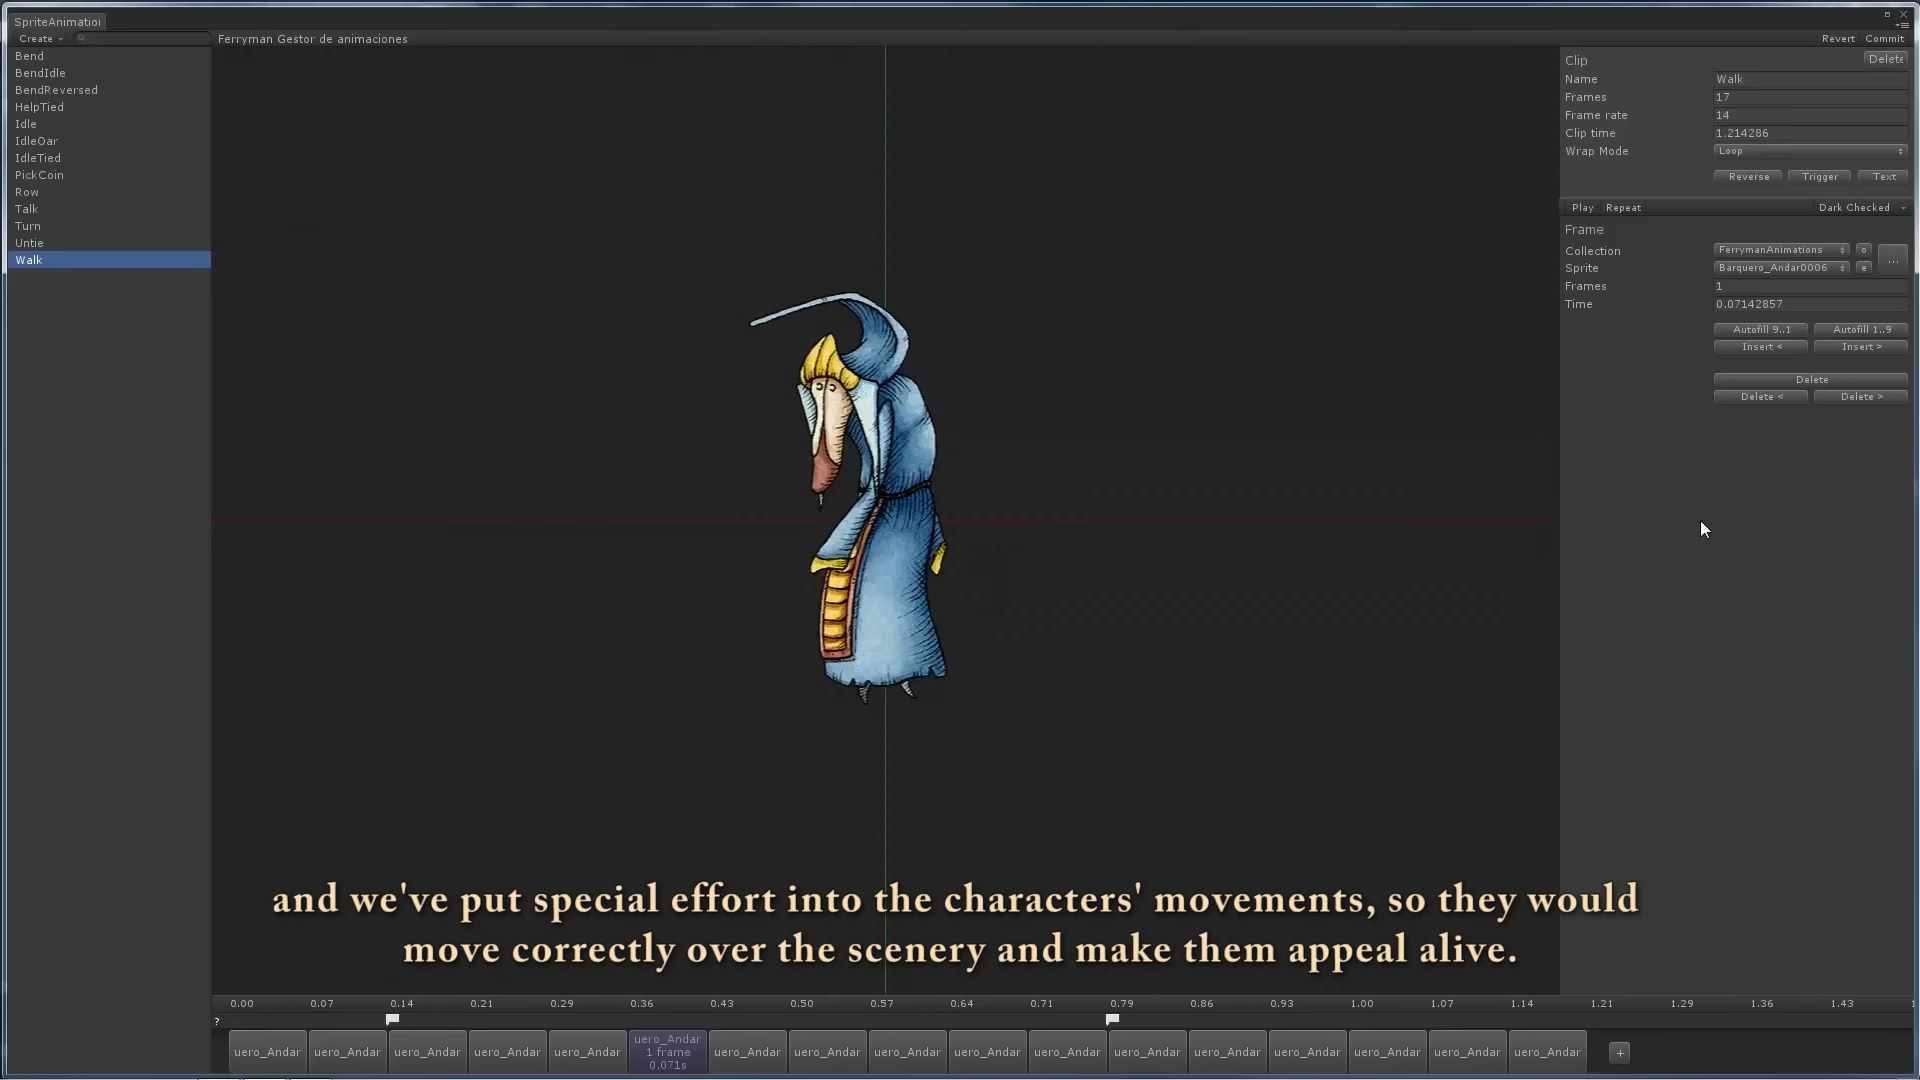 SpriteAnimation
Create
Ferryman Gestor de animaciones
Revert Commit
Bend
BendIdle
BendReversed
HelpTied
Idle
IdleOar
IdleTied
PickCoin
Row
Talk
Turn
Untie
Walk
Clip Delete
Name Walk
Frames 17
Frame rate 14
Clip time 1.214286
Wrap Mode Loop
Reverse Trigger Text
Play Repeat Dark Checked
Frame
Collection FerrymanAnimations o
Sprite Barquero_Andar0006 e
...
Frames 1
Time 0.07142857
Autofill 9..1 Autofill 1..9
Insert < Insert >
Delete
Delete < Delete >
and we've put special effort into the characters' movements, so they would
move correctly over the scenery and make them appeal alive.
0.00 0.07 0.14 0.21 0.29 0.36 0.43 0.50 0.57 0.64 0.71 0.79 0.86 0.93 1.00 1.07 1.14 1.21 1.29 1.36 1.43
?
uero_Andar uero_Andar uero_Andar uero_Andar uero_Andar uero_Andar uero_Andar uero_Andar uero_Andar uero_Andar uero_Andar uero_Andar uero_Andar uero_Andar uero_Andar uero_Andar uero_Andar +
1 frame
0.071s